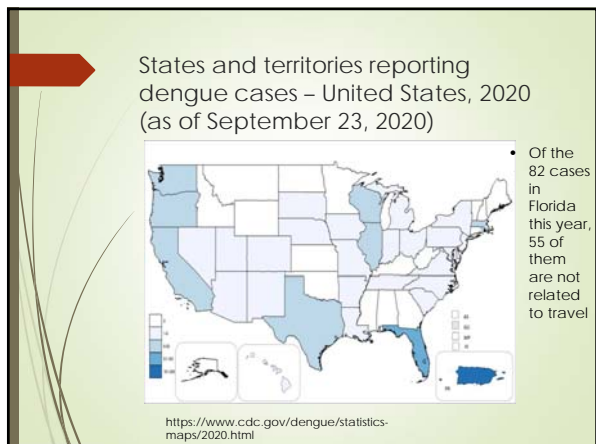 States and territories reporting
dengue cases – United States, 2020
(as of September 23, 2020)
• Of the
82 cases
in
Florida
this year,
55 of
them
are not
related
to travel
https://www.cdc.gov/dengue/statistics-
maps/2020.html